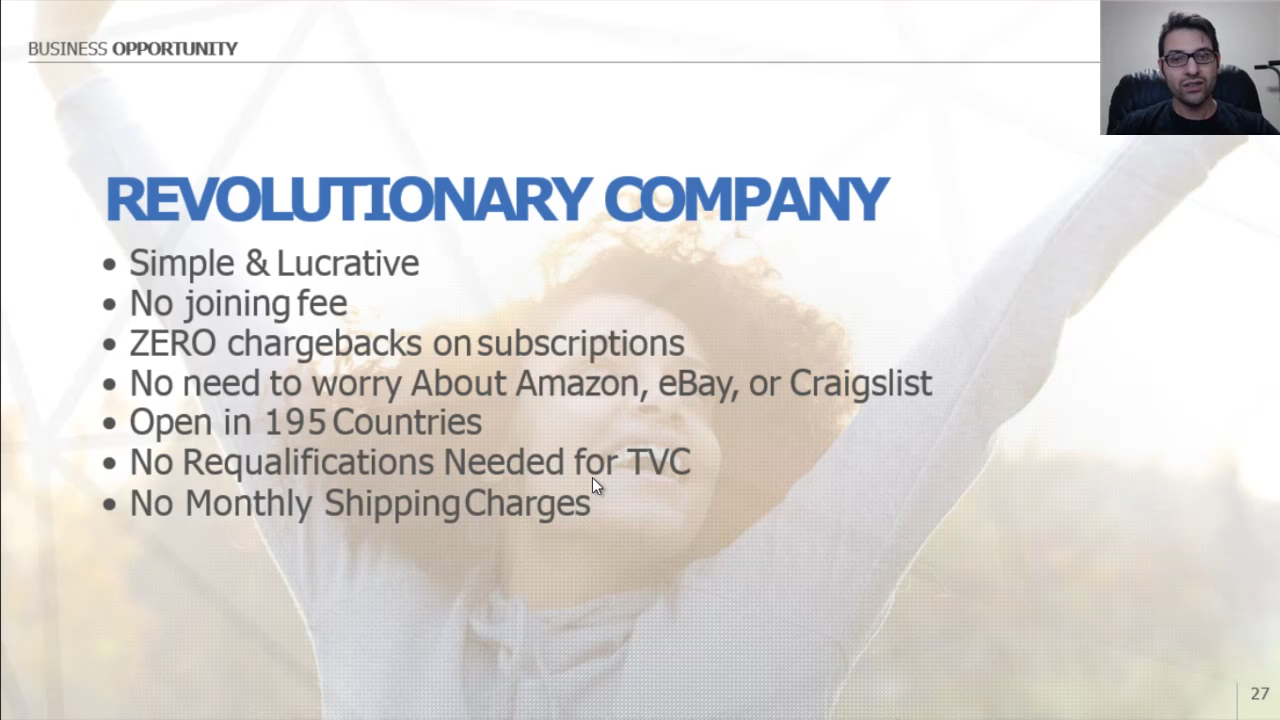 BUSINESS OPPORTUNITY
REVOLUTIONARY COMPANY
• Simple & Lucrative
• No joining fee
• ZERO chargebacks on subscriptions
• No need to worry About Amazon, eBay, or Craigslist
• Open in 195 Countries
• No Requalifications Needed for TVC
• No Monthly Shipping Charges
27